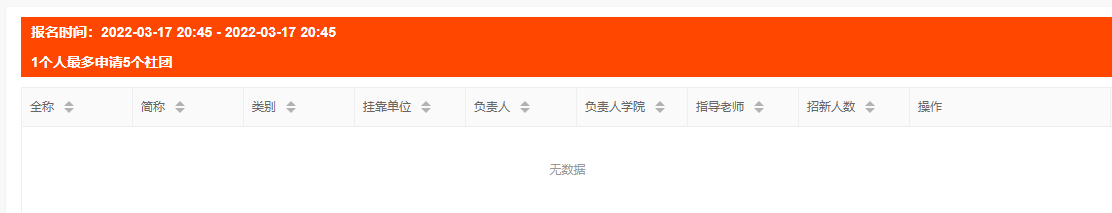 报名时间：2022-03-17 20:45 - 2022-03-17 20:45
1个人最多申请5个社团
全称 简称 类别 挂靠单位 负责人 负责人学院 指导老师 招新人数 操作
无数据